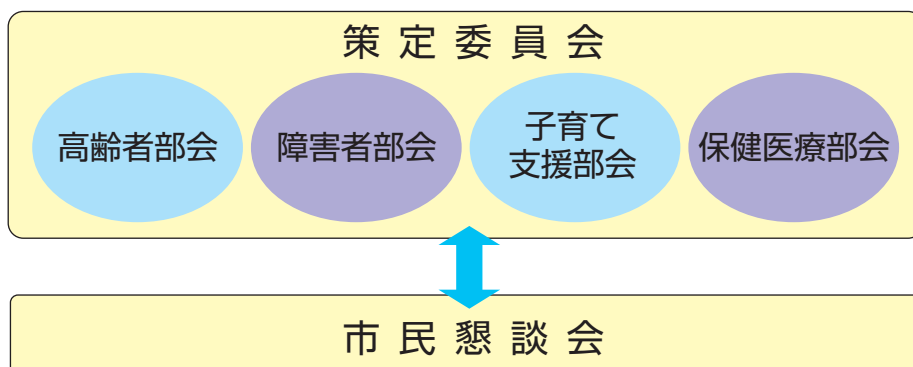 策定委員会
高齢者部会
障害者部会
子育て
支援部会
保健医療部会
市民懇談会